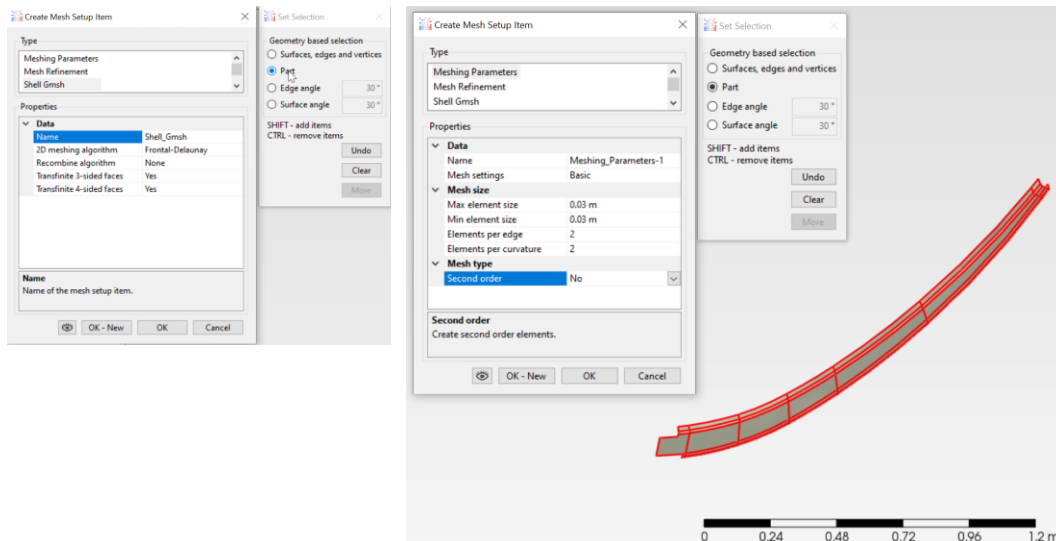 Create Mesh Setup Item
Type
Meshing Parameters
Mesh Refinement
Shell Gmsh
Properties
Data
Name Shell_Gmsh
2D meshing algorithm Frontal-Delaunay
Recombine algorithm None
Transfinite 3-sided faces Yes
Transfinite 4-sided faces Yes
Name
Name of the mesh setup item.
OK - New OK Cancel
Set Selection
Geometry based selection
Surfaces, edges and vertices
Part
Edge angle 30 °
Surface angle 30 °
SHIFT - add items
CTRL - remove items
Undo
Clear
More
Create Mesh Setup Item
Type
Meshing Parameters
Mesh Refinement
Shell Gmsh
Properties
Data
Name Meshing_Parameters-1
Mesh settings Basic
Mesh size
Max element size 0.03 m
Min element size 0.03 m
Elements per edge 2
Elements per curvature 2
Mesh type
Second order No
Second order
Create second order elements.
OK - New OK Cancel
Set Selection
Geometry based selection
Surfaces, edges and vertices
Part
Edge angle 30 °
Surface angle 30 °
SHIFT - add items
CTRL - remove items
Undo
Clear
More
0 0.24 0.48 0.72 0.96 1.2 m